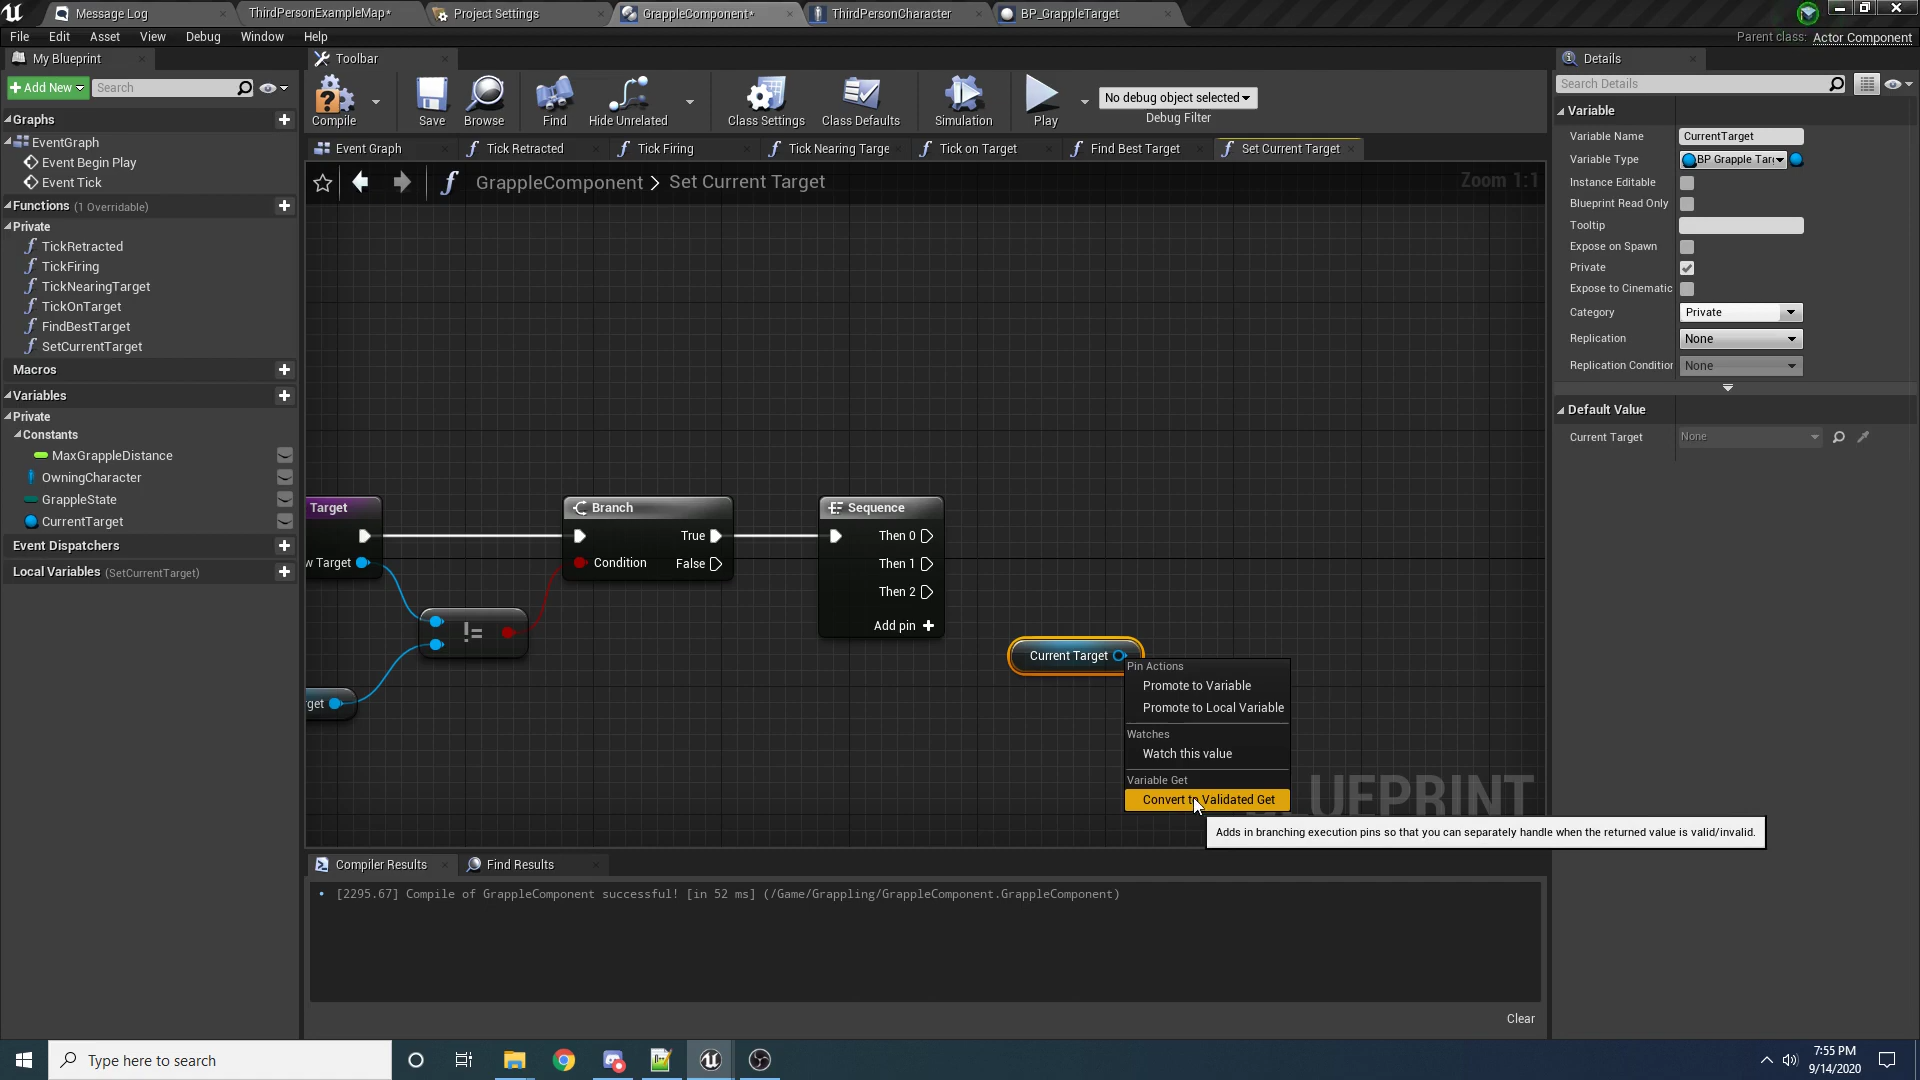 Message Log
ThirdPersonExampleMap*
Project Settings
GrappleComponent*
ThirdPersonCharacter
BP_GrappleTarget
File Edit Asset View Debug Window Help
Parent class: Actor Component
My Blueprint
Toolbar
Details
Add New
Search
Compile
Save
Browse
Find
Hide Unrelated
Class Settings
Class Defaults
Simulation
Play
No debug object selected
Debug Filter
Search Details
Graphs
EventGraph
Event Begin Play
Event Tick
Functions (1 Overridable)
Private
TickRetracted
TickFiring
TickNearingTarget
TickOnTarget
FindBestTarget
SetCurrentTarget
Macros
Variables
Private
Constants
MaxGrappleDistance
OwningCharacter
GrappleState
CurrentTarget
Event Dispatchers
Local Variables (SetCurrentTarget)
Event Graph
Tick Retracted
Tick Firing
Tick Nearing Targe
Tick on Target
Find Best Target
Set Current Target
GrappleComponent > Set Current Target
Zoom 1:1
Target
w Target
Branch
True
Condition
False
!=
rget
Sequence
Then 0
Then 1
Then 2
Add pin
Current Target
Pin Actions
Promote to Variable
Promote to Local Variable
Watches
Watch this value
Variable Get
Convert to Validated Get
UEPRINT
Adds in branching execution pins so that you can separately handle when the returned value is valid/invalid.
Variable
Variable Name CurrentTarget
Variable Type BP Grapple Targ
Instance Editable
Blueprint Read Only
Tooltip
Expose on Spawn
Private
Expose to Cinematic
Category Private
Replication None
Replication Condition None
Default Value
Current Target None
Compiler Results
Find Results
• [2295.67] Compile of GrappleComponent successful! [in 52 ms] (/Game/Grappling/GrappleComponent.GrappleComponent)
Clear
Type here to search
7:55 PM
9/14/2020